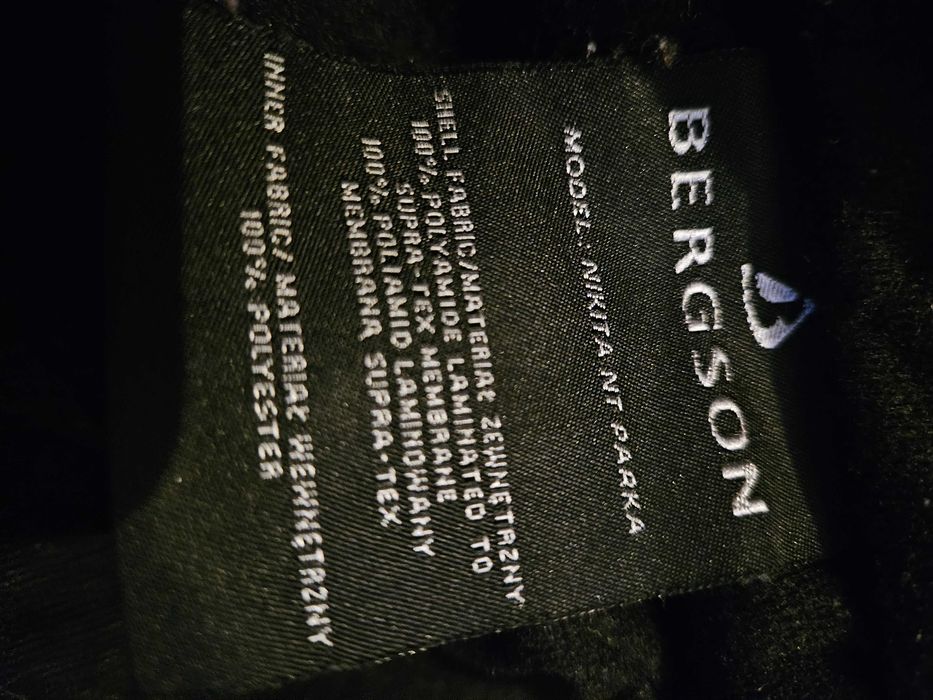 BERGSON
MODEL: NIKITA NT PARKA
SHELL FABRIC/MATERIAŁ ZEWNĘTRZNY
100% POLYAMIDE LAMINATED TO
SUPRA-TEX MEMBRANE
100% POLIAMID LAMINOWANY
MEMBRANA SUPRA-TEX
INNER FABRIC/ MATERIAŁ WEWNĘTRZNY
100% POLYESTER